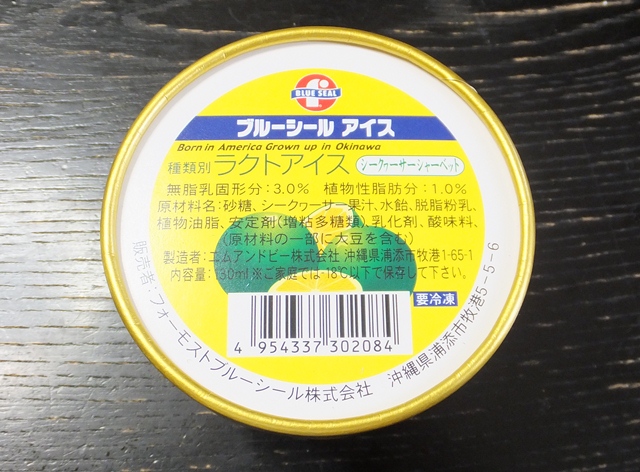 BLUE SEAL
ブルーシール アイス
Born in America Grown up in Okinawa
種類別 ラクトアイス シークヮーサーシャーベット
無脂乳固形分：3.0% 植物性脂肪分：1.0%
原材料名：砂糖、シークヮーサー果汁、水飴、脱脂粉乳、
植物油脂、安定剤（増粘多糖類）、乳化剤、酸味料、
（原材料の一部に大豆を含む）
製造者：エムアンドビー株式会社 沖縄県浦添市牧港1-65-1
内容量：130ml ※ご家庭では-18℃以下で保存して下さい。
要冷凍
4 954337 302084
販売者：フォーモストブルーシール株式会社 沖縄県浦添市牧港5-5-6